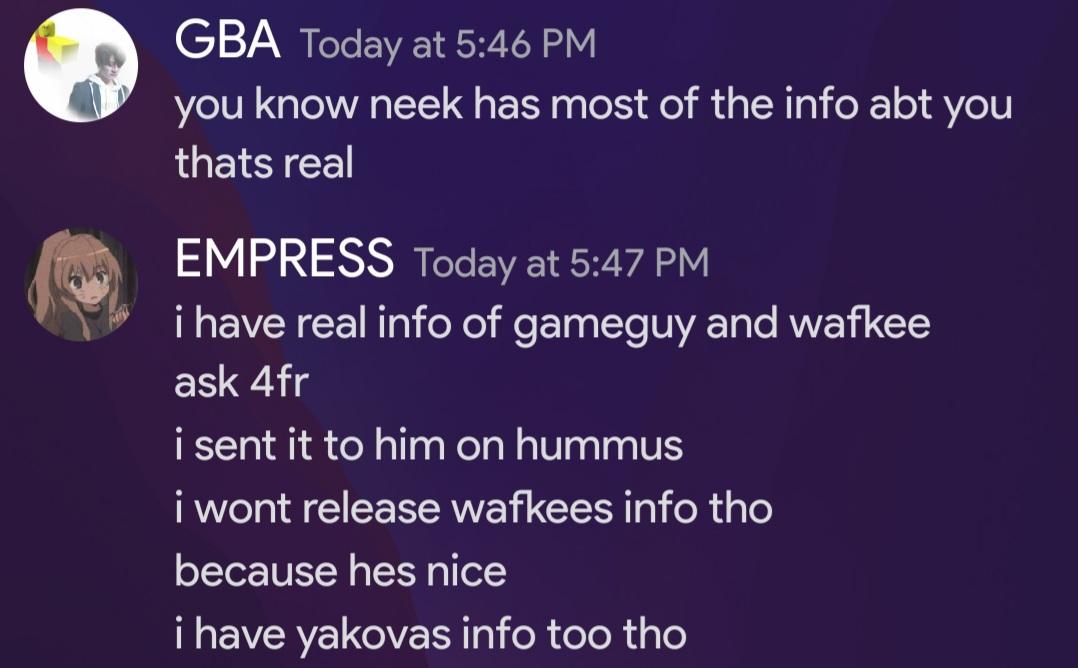 GBA Today at 5:46 PM
you know neek has most of the info abt you
thats real
EMPRESS Today at 5:47 PM
i have real info of gameguy and wafkee
ask 4fr
i sent it to him on hummus
i wont release wafkees info tho
because hes nice
i have yakovas info too tho